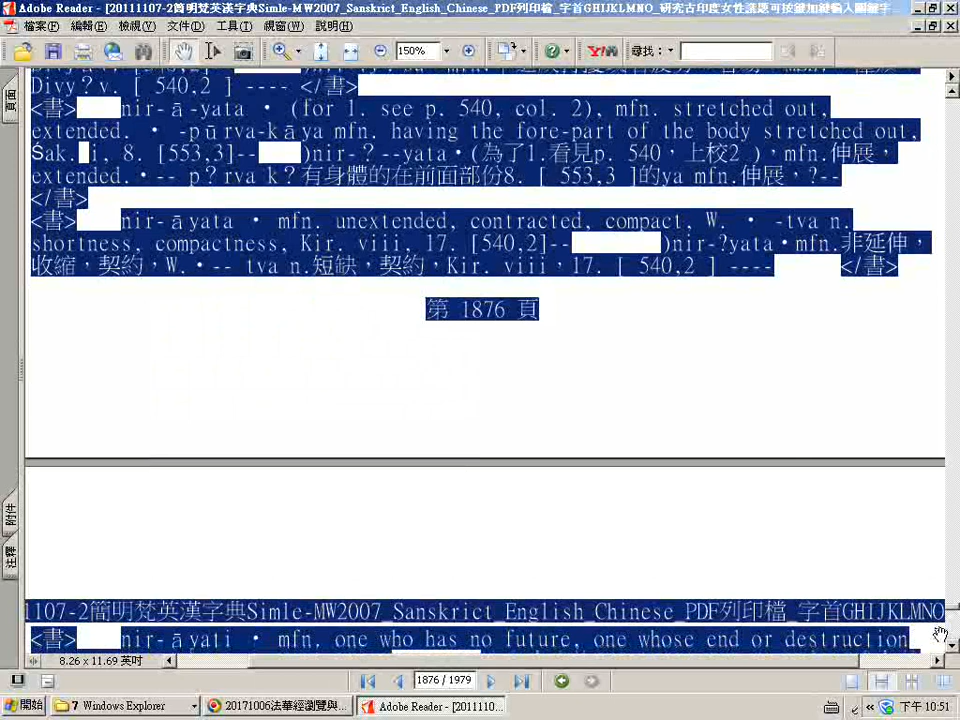 Adobe Reader - [20111107-2簡明梵英漢字典Simle-MW2007_Sanskrict_English_Chinese_PDF列印檔_字首GHIJKLMNO_研究古印度女性議題可按鍵
檔案(F) 編輯(E) 檢視(V) 文件(D) 工具(T) 視窗(W) 說明(H)
150% 尋找：
頁面
Divy？v. [ 540,2 ] ---- </書>
<書> nir-ā-yata • (for 1. see p. 540, col. 2), mfn. stretched out,
extended. • -pūrva-kāya mfn. having the fore-part of the body stretched out,
Śak. i, 8. [553,3]-- )nir-？--yata•(為了1.看見p. 540，上校2 )，mfn.伸展，
extended.•-- p？rva k？有身體的在前面部份8. [ 553,3 ]的ya mfn.伸展，?--
</書>
<書> nir-āyata • mfn. unextended, contracted, compact, W. • -tva n.
shortness, compactness, Kir. viii, 17. [540,2]-- )nir-?yata•mfn.非延伸，
收縮，契約，W.•-- tva n.短缺，契約，Kir. viii，17. [ 540,2 ] ---- </書>
第 1876 頁
附件
注釋
1107-2簡明梵英漢字典Simle-MW2007_Sanskrict_English_Chinese_PDF列印檔_字首GHIJKLMNO
<書> nir-āyati • mfn. one who has no future, one whose end or destruction
8.26 x 11.69 英吋
1876 / 1979
開始 7 Windows Explorer 20171006法華經瀏覽與... Adobe Reader - [2011110... 下午 10:51